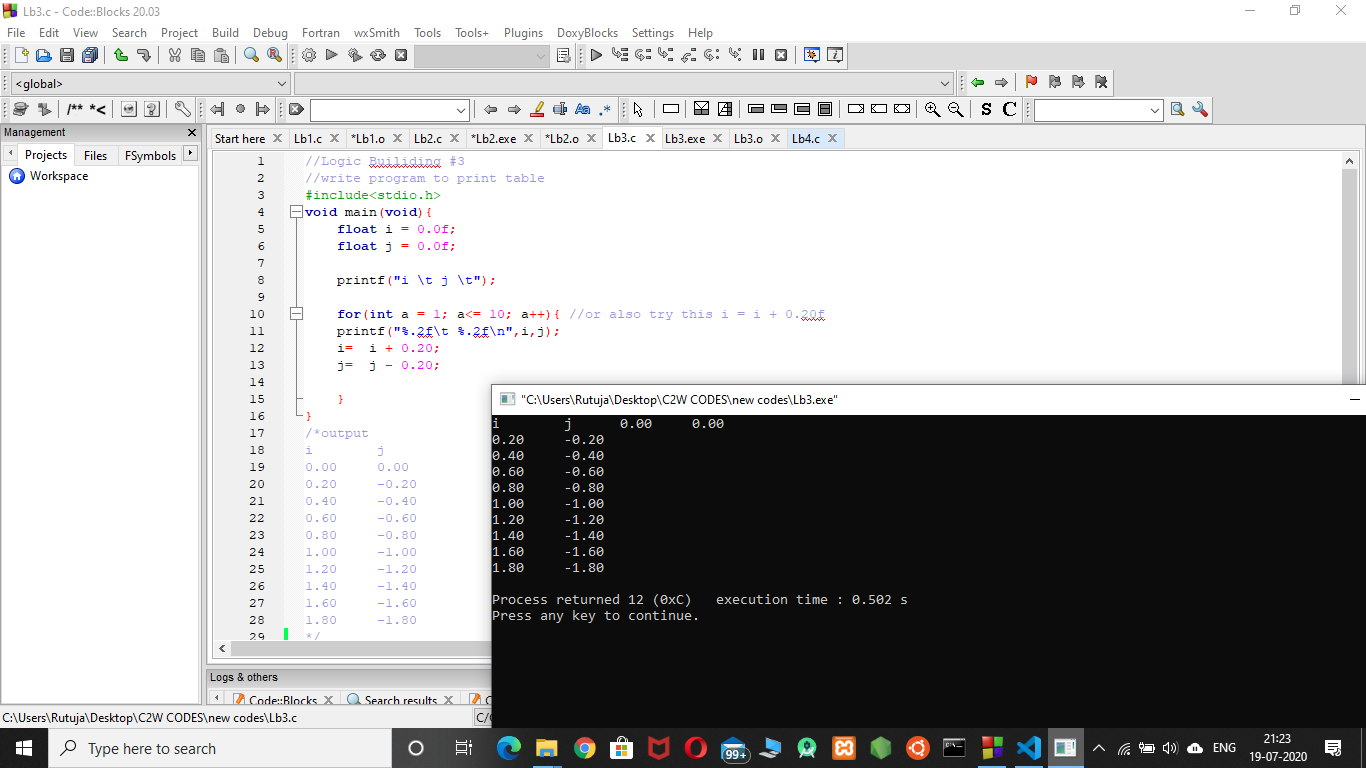 Lb3.c - Code::Blocks 20.03
File Edit View Search Project Build Debug Fortran wxSmith Tools Tools+ Plugins DoxyBlocks Settings Help
<global>
/** *<
Aa .*
S C
Management
Projects Files FSymbols
Workspace
Start here Lb1.c *Lb1.o Lb2.c *Lb2.exe *Lb2.o Lb3.c Lb3.exe Lb3.o Lb4.c
1 //Logic Builiding #3
2 //write program to print table
3 #include<stdio.h>
4 void main(void){
5 float i = 0.0f;
6 float j = 0.0f;
7
8 printf("i \t j \t");
9
10 for(int a = 1; a<= 10; a++){ //or also try this i = i + 0.20f
11 printf("%.2f\t %.2f\n",i,j);
12 i= i + 0.20;
13 j= j - 0.20;
14
15 }
16 }
17 /*output
18 i j
19 0.00 0.00
20 0.20 -0.20
21 0.40 -0.40
22 0.60 -0.60
23 0.80 -0.80
24 1.00 -1.00
25 1.20 -1.20
26 1.40 -1.40
27 1.60 -1.60
28 1.80 -1.80
29 */
"C:\Users\Rutuja\Desktop\C2W CODES\new codes\Lb3.exe"
i j 0.00 0.00
0.20 -0.20
0.40 -0.40
0.60 -0.60
0.80 -0.80
1.00 -1.00
1.20 -1.20
1.40 -1.40
1.60 -1.60
1.80 -1.80
Process returned 12 (0xC) execution time : 0.502 s
Press any key to continue.
Logs & others
Code::Blocks Search results C
C:\Users\Rutuja\Desktop\C2W CODES\new codes\Lb3.c C/C
Type here to search
99+
ENG
21:23
19-07-2020